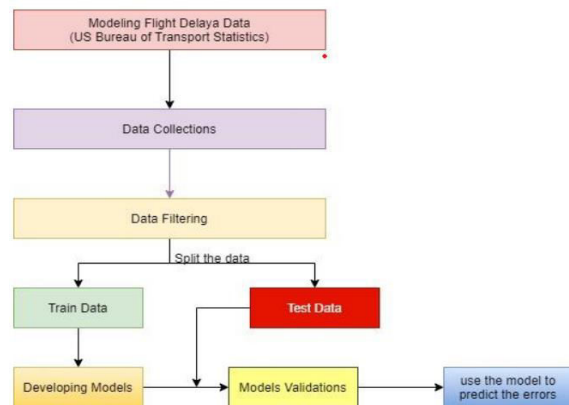 Modeling Flight Delaya Data
(US Bureau of Transport Statistics)
Data Collections
Data Filtering
Split the data
Train Data
Test Data
Developing Models
Models Validations
use the model to
predict the errors